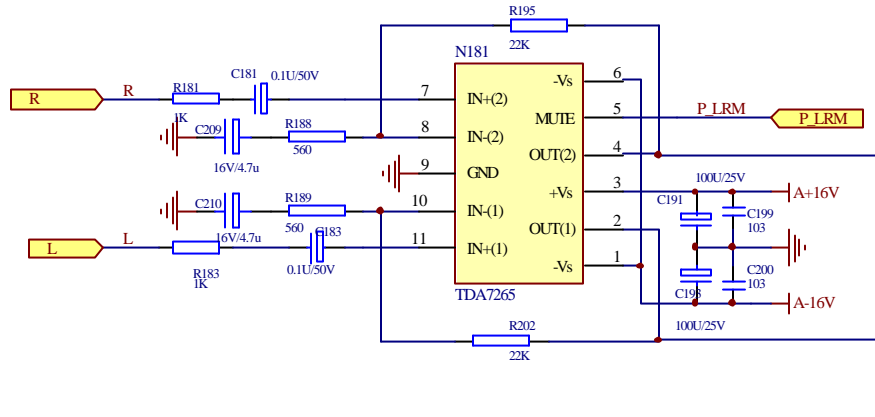 R195
22K
N181
R
R
R181
1K
C181
0.1U/50V
7
IN+(2)
-Vs
6
C209
16V/4.7u
R188
560
8
IN-(2)
MUTE
5
P_LRM
P_LRM
9
GND
OUT(2)
4
C210
16V/4.7u
R189
560
10
IN-(1)
+Vs
3
100U/25V
C191
C199
103
A+16V
L
L
R183
1K
C183
0.1U/50V
11
IN+(1)
OUT(1)
2
-Vs
1
TDA7265
C193
100U/25V
C200
103
A-16V
R202
22K